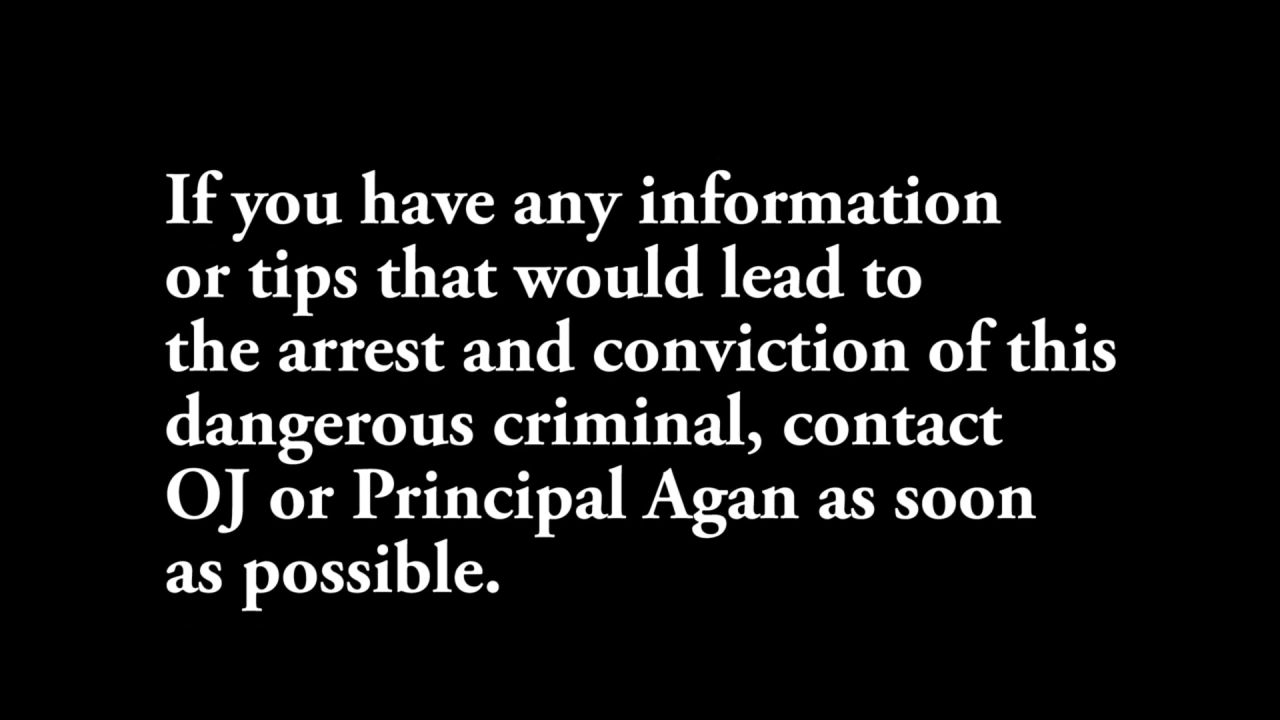 If you have any information
or tips that would lead to
the arrest and conviction of this
dangerous criminal, contact
OJ or Principal Agan as soon
as possible.